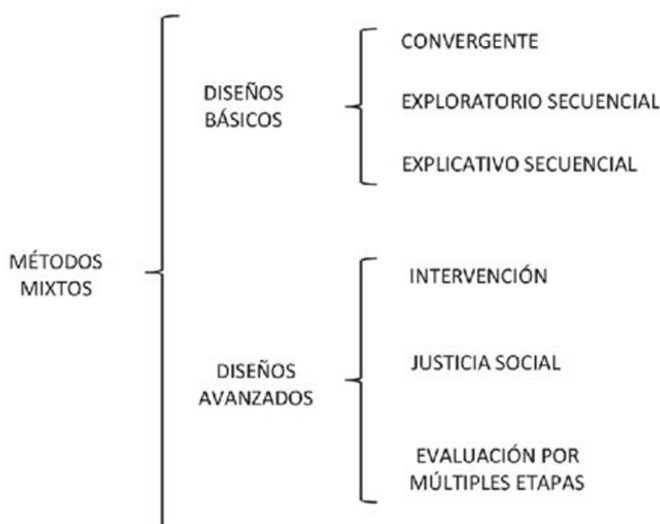 MÉTODOS
MIXTOS
DISEÑOS
BÁSICOS
CONVERGENTE
EXPLORATORIO SECUENCIAL
EXPLICATIVO SECUENCIAL
DISEÑOS
AVANZADOS
INTERVENCIÓN
JUSTICIA SOCIAL
EVALUACIÓN POR
MÚLTIPLES ETAPAS